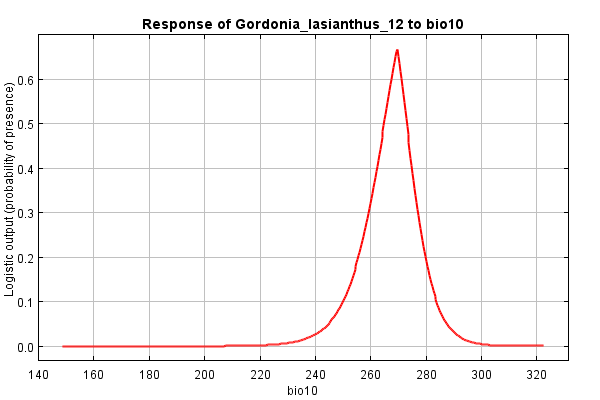 Response of Gordonia_lasianthus_12 to bio10
Logistic output (probability of presence)
0.6
0.5
0.4
0.3
0.2
0.1
0.0
140 160 180 200 220 240 260 280 300 320
bio10